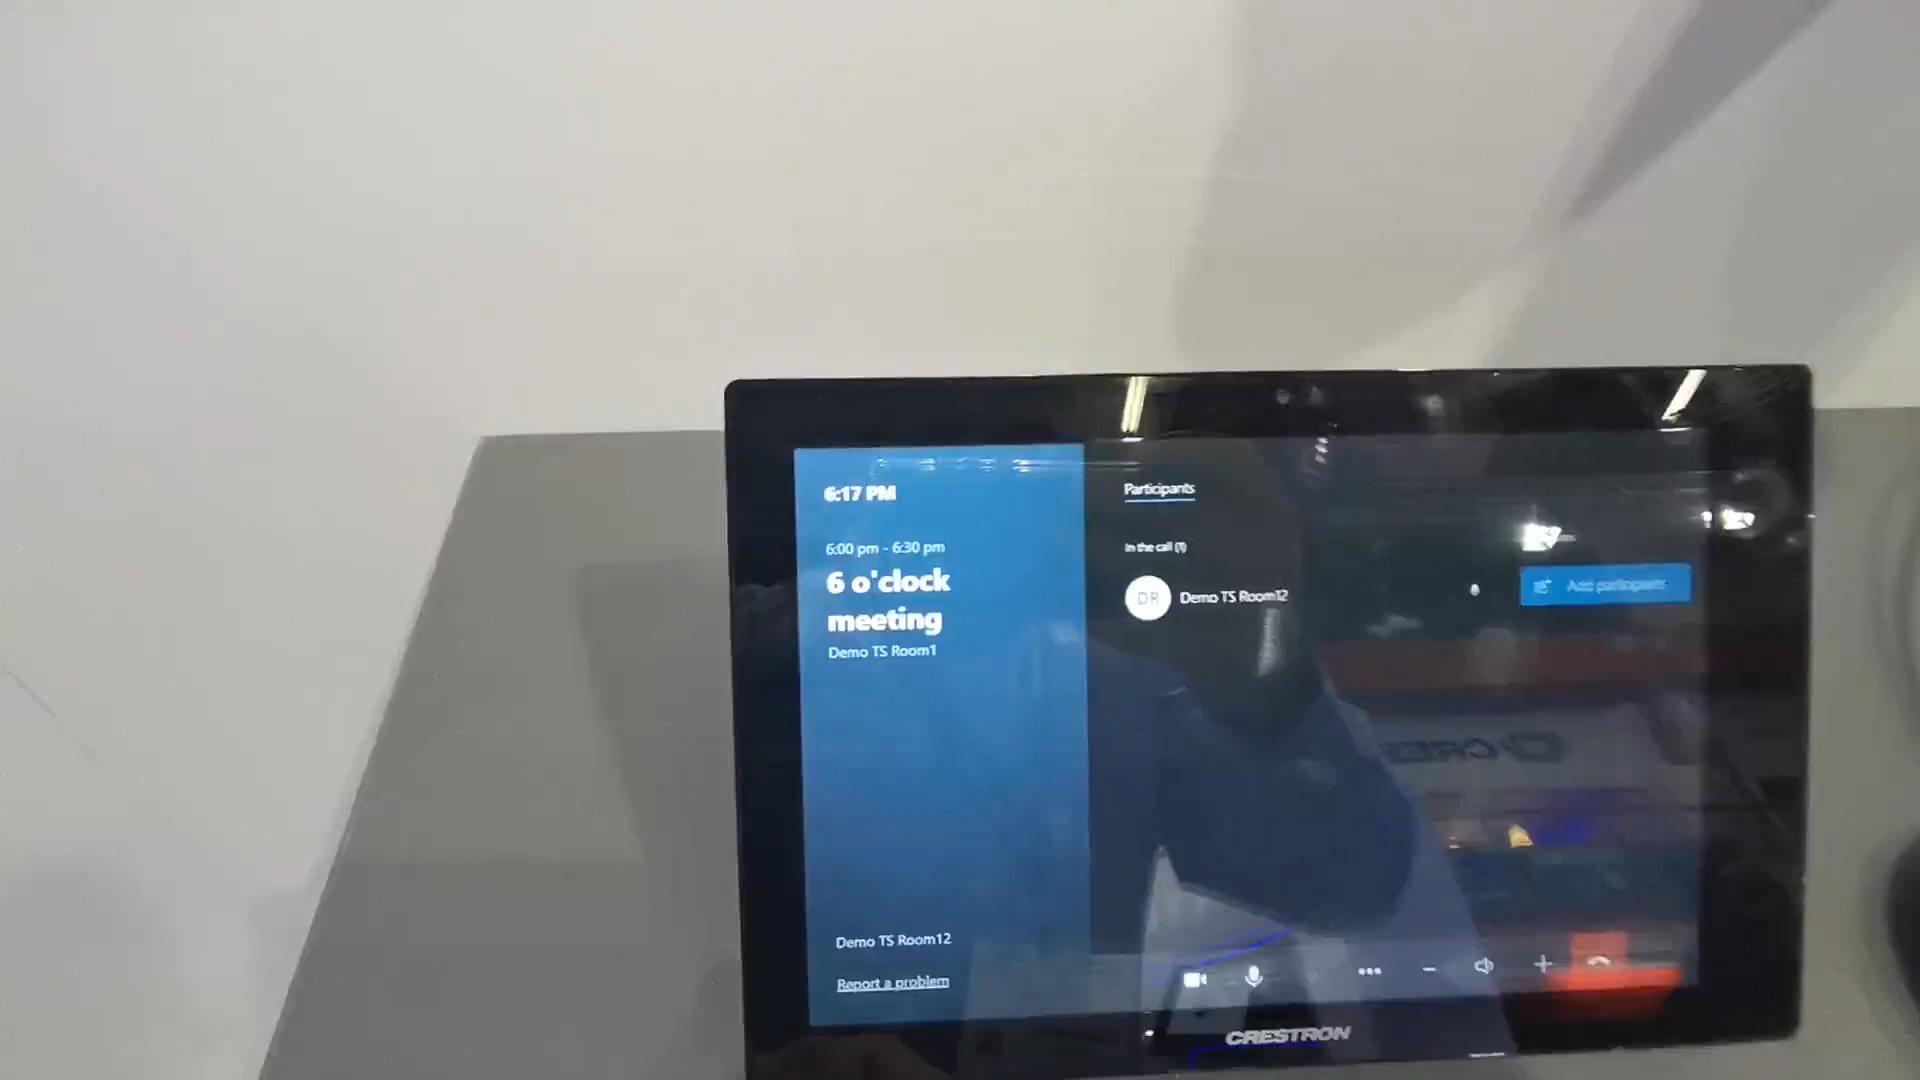 6:17 PM
6:00 pm - 6:30 pm
6 o'clock
meeting
Demo TS Room1
Demo TS Room12
Report a problem
Participants
In the call (1)
DR
Demo TS Room12
Add participants
CRESTRON